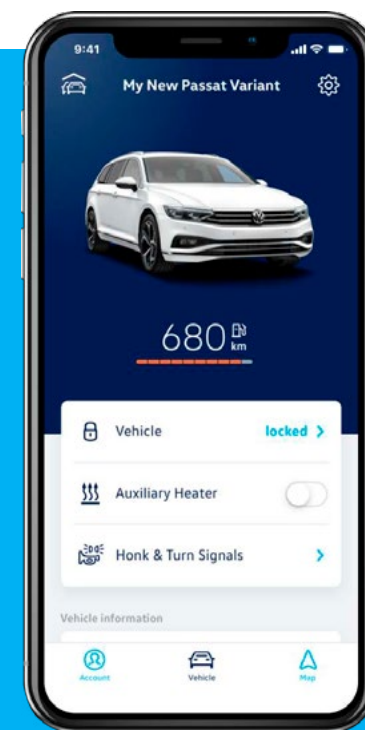 9:41
My New Passat Variant
680 km
Vehicle locked
Auxiliary Heater
Honk & Turn Signals
Vehicle information
Account Vehicle Map